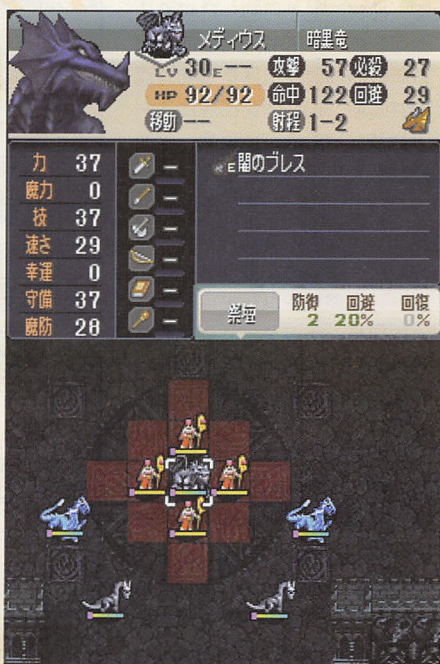 メディウス 暗黒竜
LV 30 E -- 攻撃 57 必殺 27
HP 92/92 命中 122 回避 29
移動 -- 射程 1-2
力 37 –
魔力 0 –
技 37 –
速さ 29 –
幸運 0 –
守備 37 –
魔防 28
E 闇のブレス
祭壇 防御 回避 回復
2 20% 0%